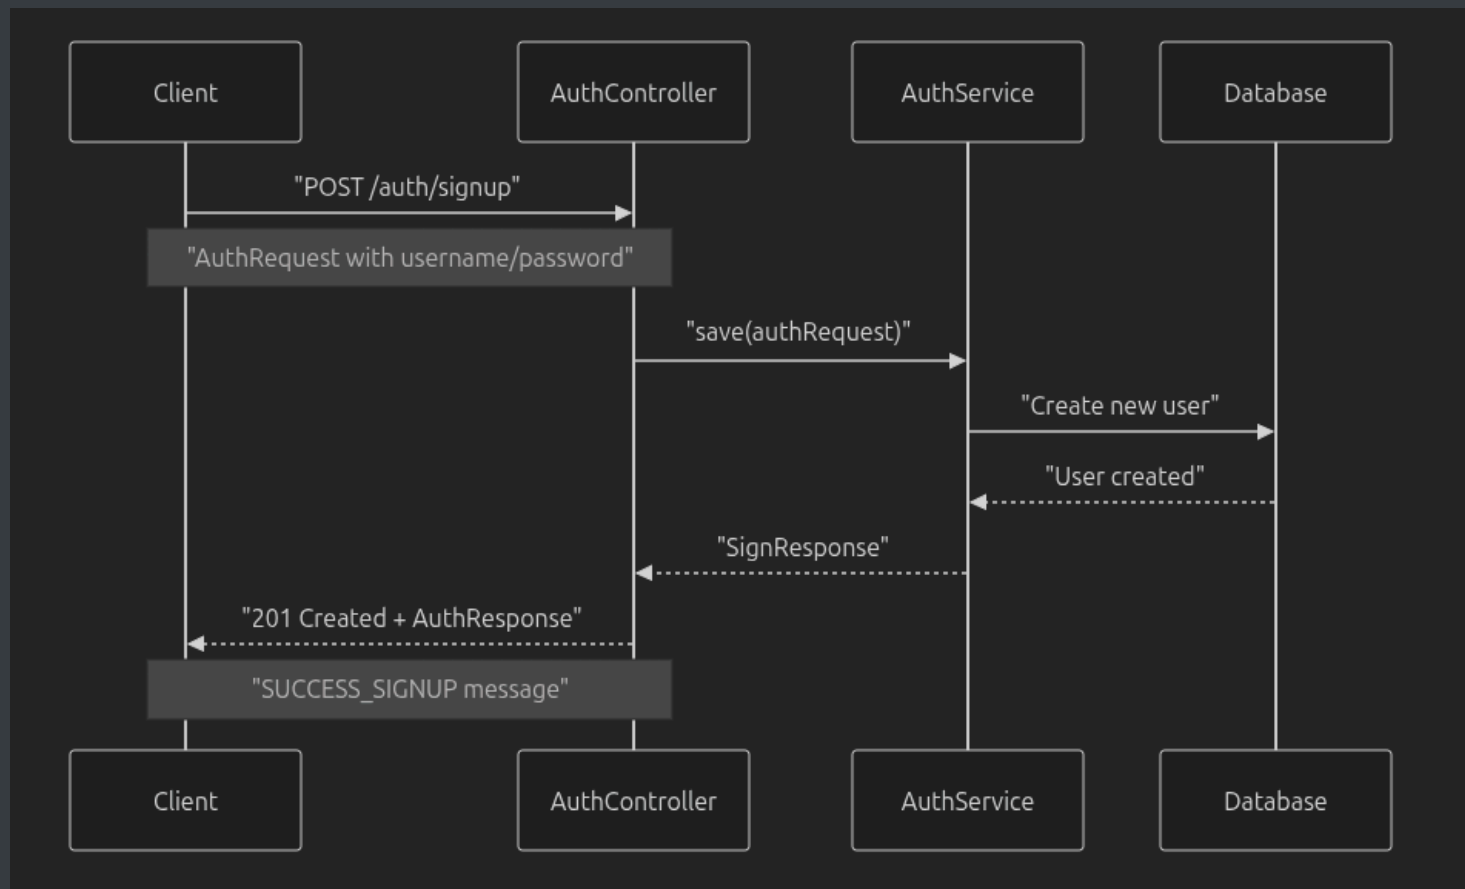 Client
AuthController
AuthService
Database
"POST /auth/signup"
"AuthRequest with username/password"
"save(authRequest)"
"Create new user"
"User created"
"SignResponse"
"201 Created + AuthResponse"
"SUCCESS_SIGNUP message"
Client
AuthController
AuthService
Database